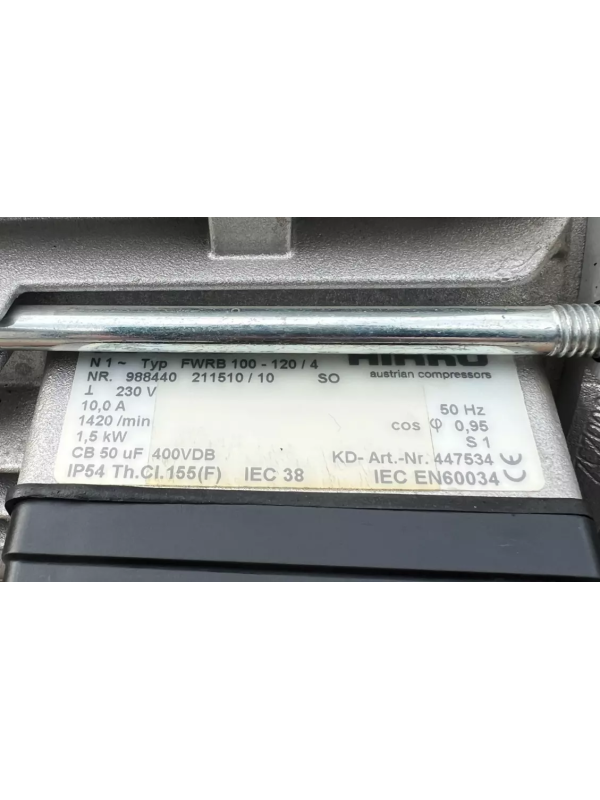 N 1 ~ Typ FWRB 100 - 120 / 4
austrian compressors
NR. 988440 211510 / 10 SO
⊥ 230 V 50 Hz
10,0 A cos φ 0,95
1420 /min S 1
1,5 kW
CB 50 uF 400VDB KD- Art.-Nr. 447534
IP54 Th.Cl.155(F) IEC 38 IEC EN60034 CE